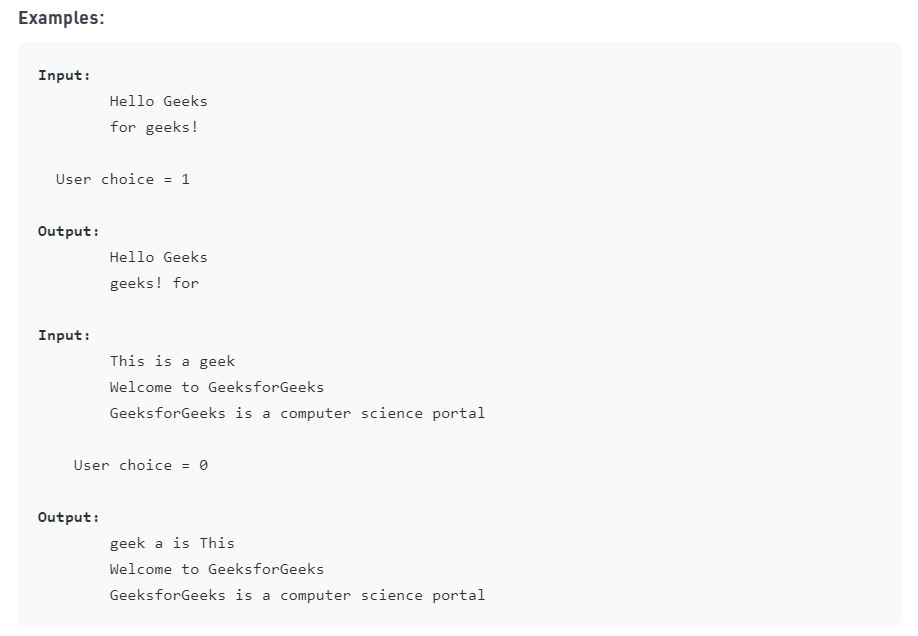 Examples:
Input:
Hello Geeks
for geeks!
User choice = 1
Output:
Hello Geeks
geeks! for
Input:
This is a geek
Welcome to GeeksforGeeks
GeeksforGeeks is a computer science portal
User choice = 0
Output:
geek a is This
Welcome to GeeksforGeeks
GeeksforGeeks is a computer science portal